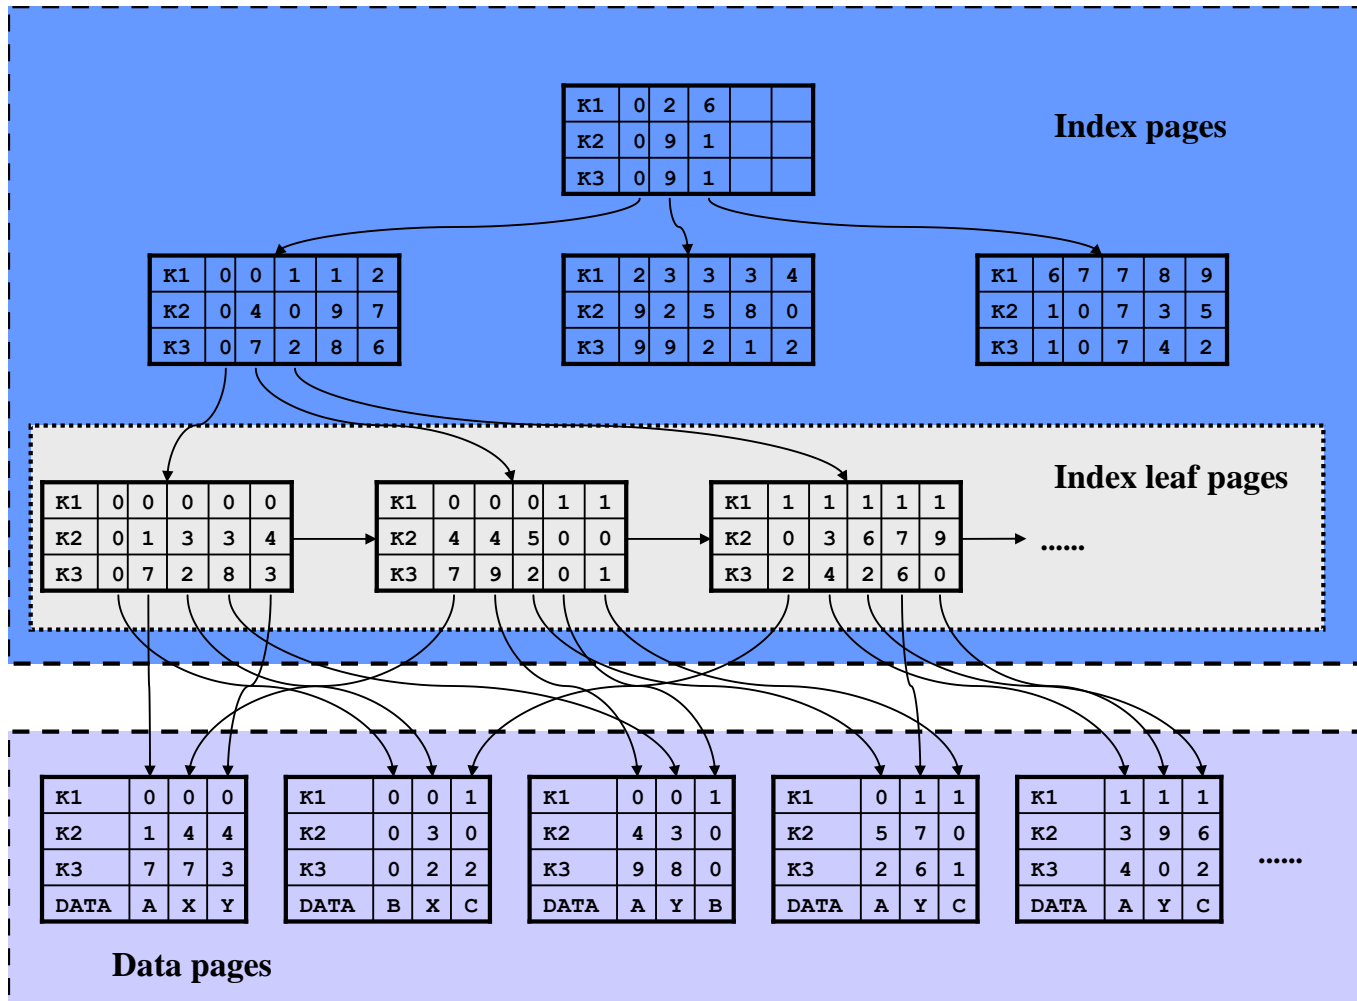 K1 0 2 6
Index pages
K2 0 9 1
K3 0 9 1
K1 0 0 1 1 2
K2 0 4 0 9 7
K3 0 7 2 8 6
K1 2 3 3 3 4
K2 9 2 5 8 0
K3 9 9 2 1 2
K1 6 7 7 8 9
K2 1 0 7 3 5
K3 1 0 7 4 2
Index leaf pages
K1 0 0 0 0 0
K2 0 1 3 3 4
K3 0 7 2 8 3
K1 0 0 0 1 1
K2 4 4 5 0 0
K3 7 9 2 0 1
K1 1 1 1 1 1
K2 0 3 6 7 9
K3 2 4 2 6 0
......
K1 0 0 0
K2 1 4 4
K3 7 7 3
DATA A X Y
K1 0 0 1
K2 0 3 0
K3 0 2 2
DATA B X C
K1 0 0 1
K2 4 3 0
K3 9 8 0
DATA A Y B
K1 0 1 1
K2 5 7 0
K3 2 6 1
DATA A Y C
K1 1 1 1
K2 3 9 6
K3 4 0 2
DATA A Y C
......
Data pages